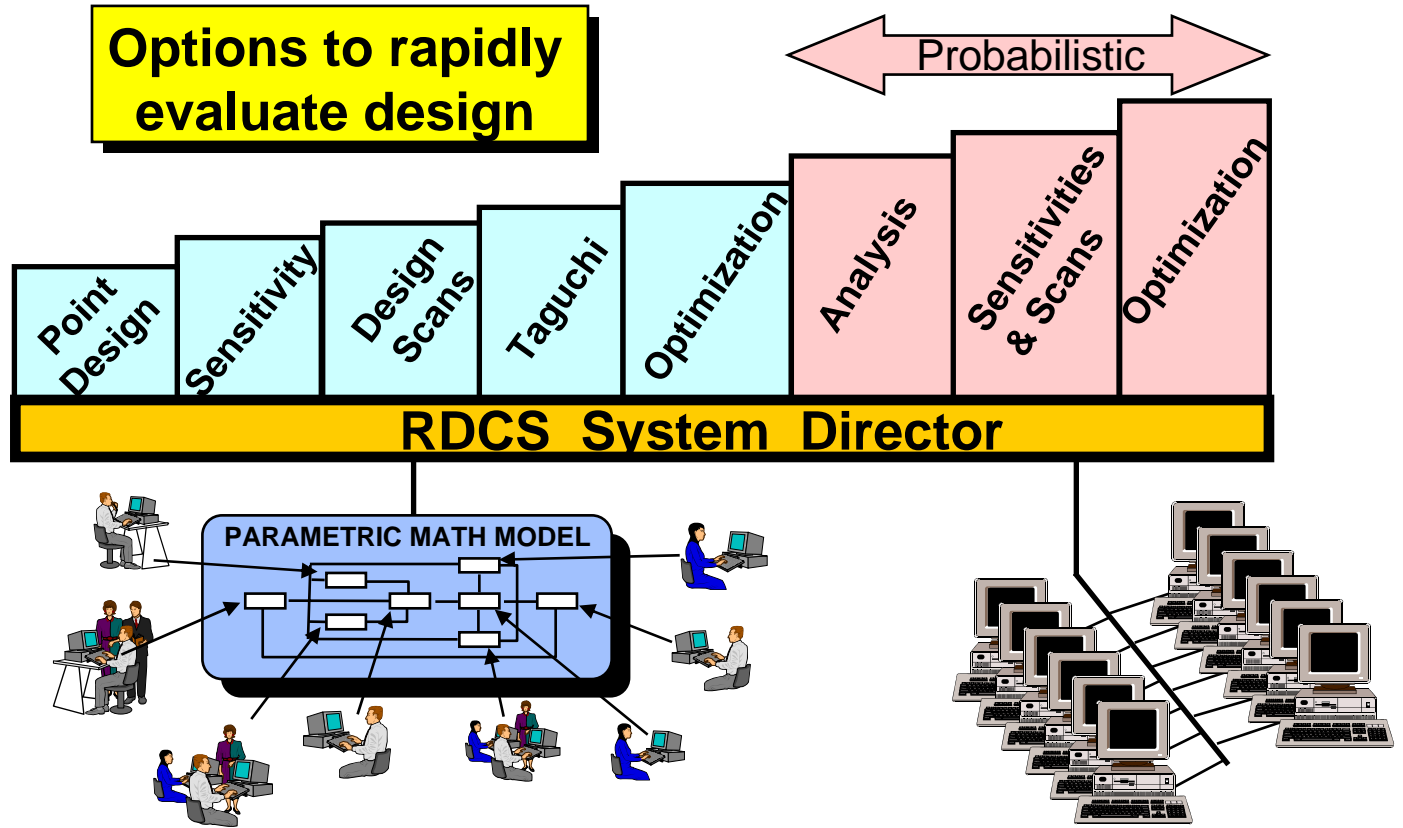 Options to rapidly
evaluate design
Probabilistic
Point
Design
Sensitivity
Design
Scans
Taguchi
Optimization
Analysis
Sensitivities
& Scans
Optimization
RDCS System Director
PARAMETRIC MATH MODEL